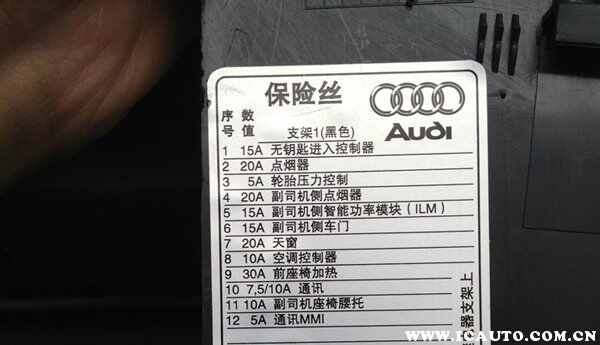 保险丝
Audi
序号 数值 支架1(黑色)
1 15A 无钥匙进入控制器
2 20A 点烟器
3 5A 轮胎压力控制
4 20A 副司机侧点烟器
5 15A 副司机侧智能功率模块(ILM)
6 15A 副司机侧车门
7 20A 天窗
8 10A 空调控制器
9 30A 前座椅加热
10 7,5/10A 通讯
11 10A 副司机座椅腰托
12 5A 通讯MMI
器支架上
WWW.ICAUTO.COM.CN